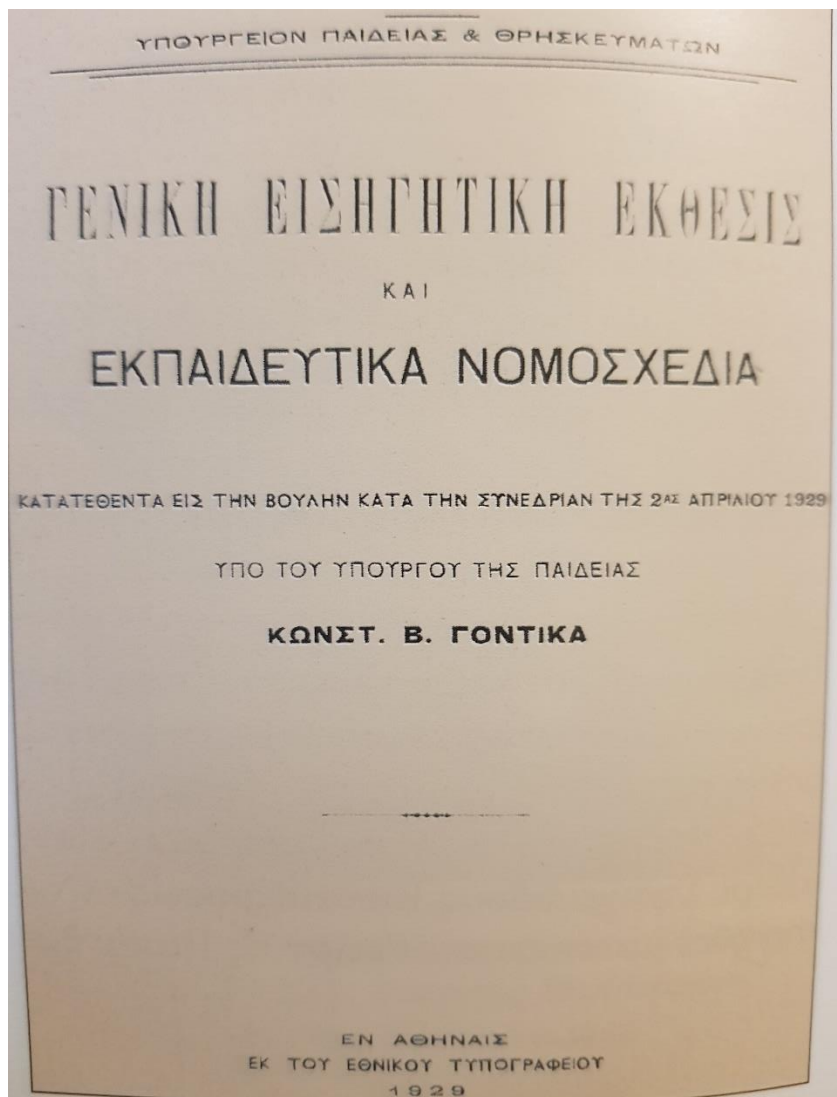 ΥΠΟΥΡΓΕΙΟΝ ΠΑΙΔΕΙΑΣ & ΘΡΗΣΚΕΥΜΑΤΩΝ
ΓΕΝΙΚΗ ΕΙΣΗΓΗΤΙΚΗ ΕΚΘΕΣΙΣ
ΚΑΙ
ΕΚΠΑΙΔΕΥΤΙΚΑ ΝΟΜΟΣΧΕΔΙΑ
ΚΑΤΑΤΕΘΕΝΤΑ ΕΙΣ ΤΗΝ ΒΟΥΛΗΝ ΚΑΤΑ ΤΗΝ ΣΥΝΕΔΡΙΑΝ ΤΗΣ 2ΑΣ ΑΠΡΙΛΙΟΥ 1929
ΥΠΟ ΤΟΥ ΥΠΟΥΡΓΟΥ ΤΗΣ ΠΑΙΔΕΙΑΣ
ΚΩΝΣΤ. Β. ΓΟΝΤΙΚΑ
ΕΝ ΑΘΗΝΑΙΣ
ΕΚ ΤΟΥ ΕΘΝΙΚΟΥ ΤΥΠΟΓΡΑΦΕΙΟΥ
1929